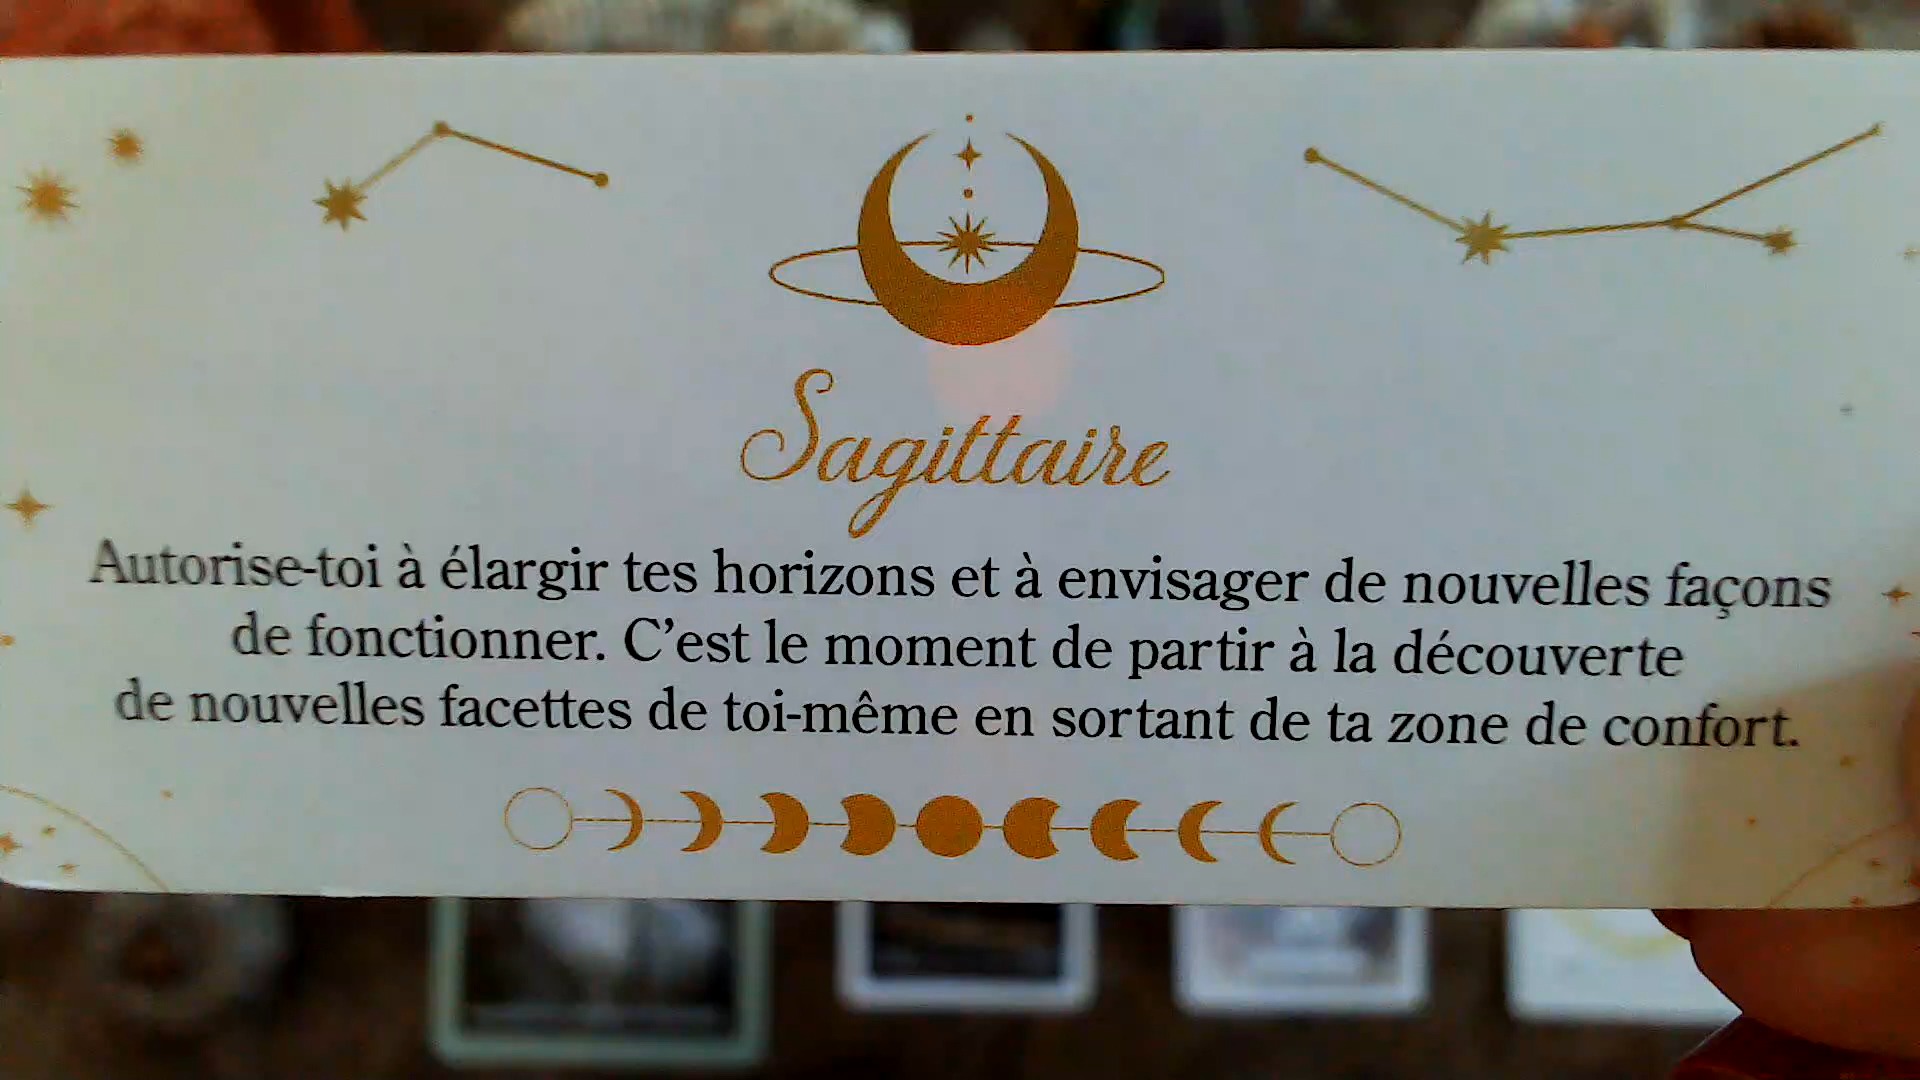 Sagittaire
Autorise-toi à élargir tes horizons et à envisager de nouvelles façons
de fonctionner. C’est le moment de partir à la découverte
de nouvelles facettes de toi-même en sortant de ta zone de confort.